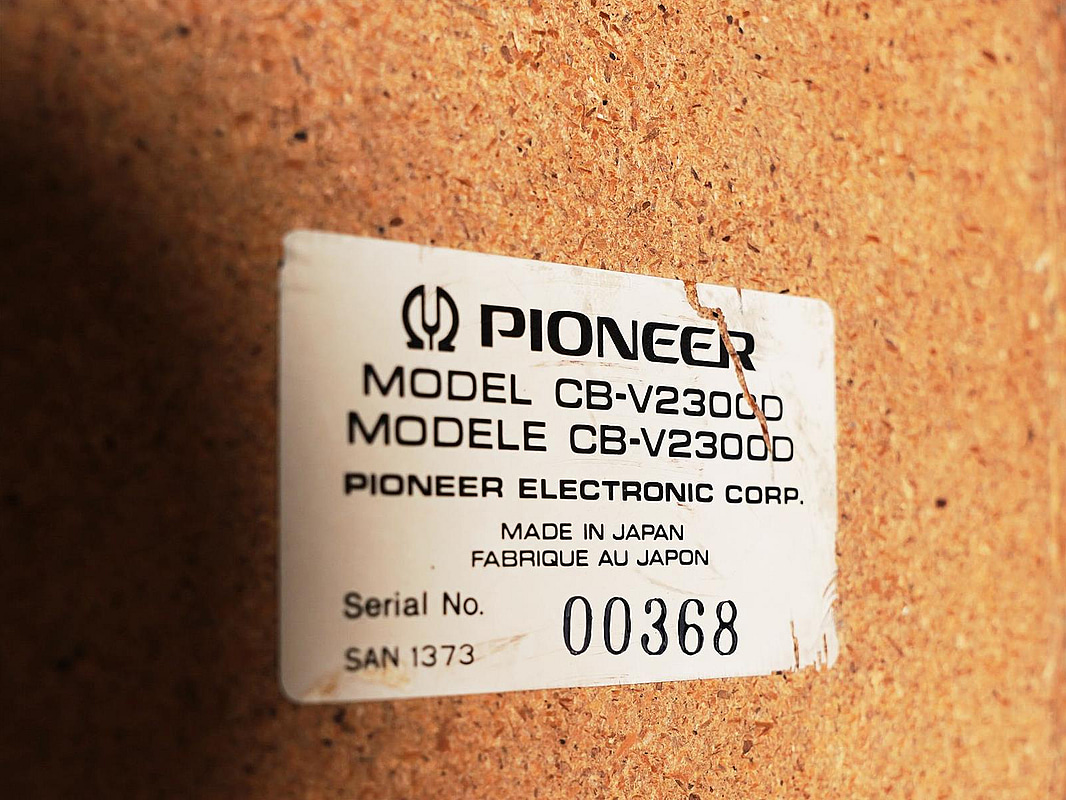 PIONEER
MODEL CB-V2300D
MODELE CB-V2300D
PIONEER ELECTRONIC CORP.
MADE IN JAPAN
FABRIQUE AU JAPON
Serial No. 00368
SAN 1373